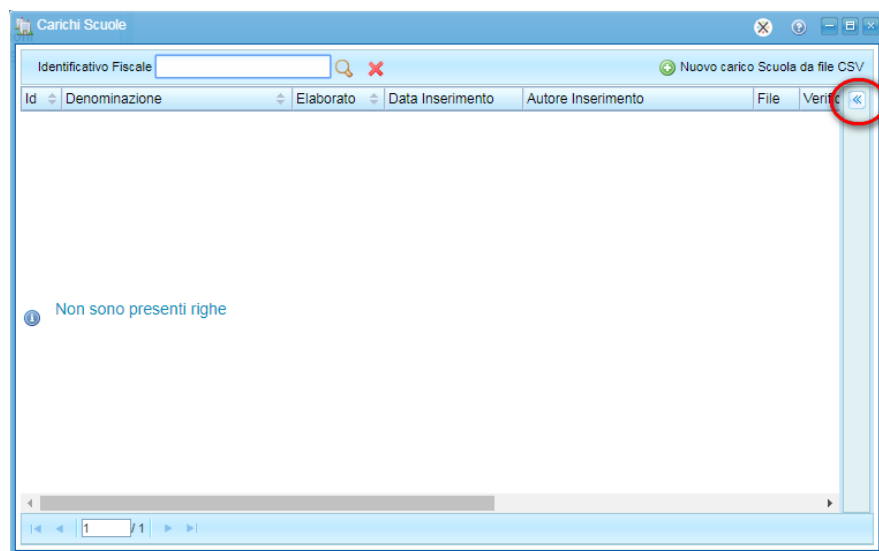 Carichi Scuole
Identificativo Fiscale
Nuovo carico Scuola da file CSV
Id Denominazione Elaborato Data Inserimento Autore Inserimento File Verific
Non sono presenti righe
1 / 1